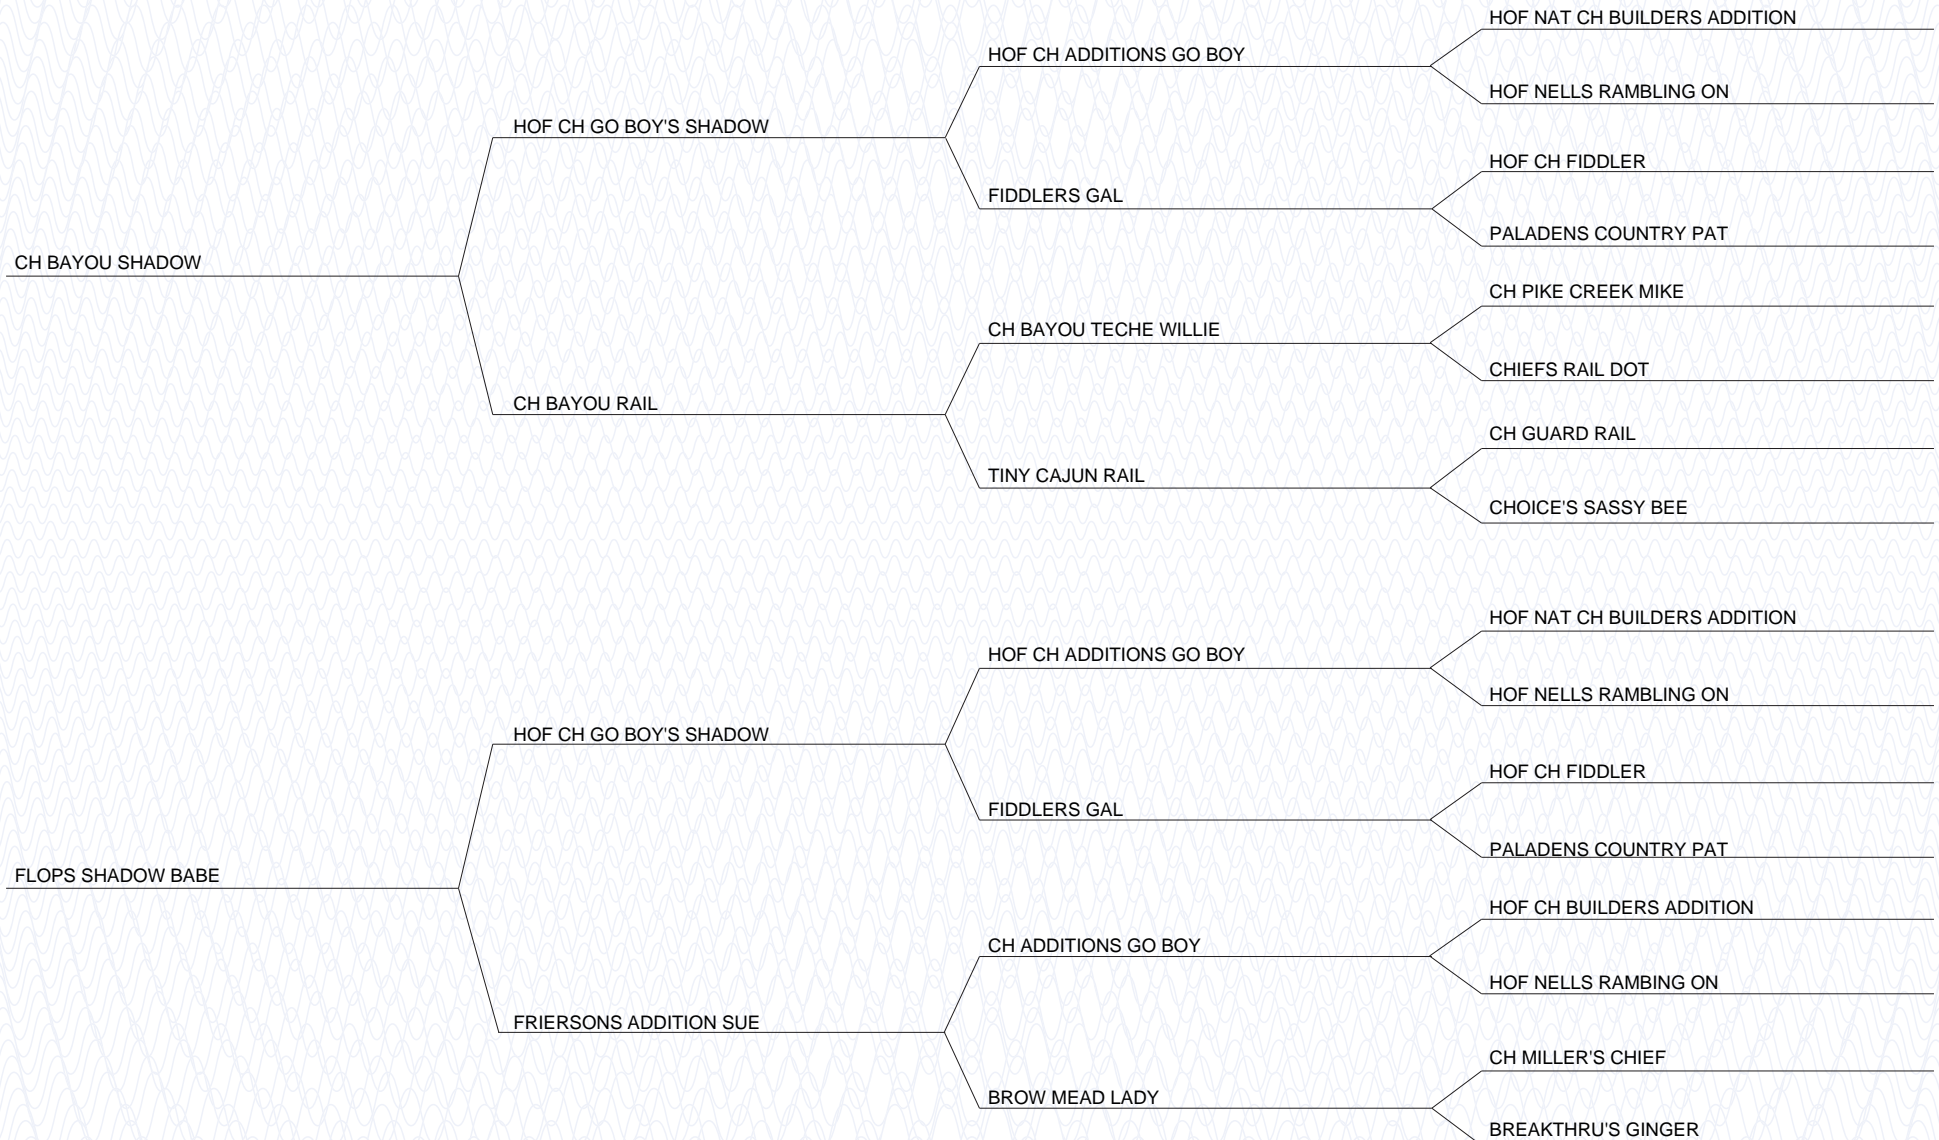 HOF NAT CH BUILDERS ADDITION
HOF CH ADDITIONS GO BOY
HOF NELLS RAMBLING ON
HOF CH GO BOY'S SHADOW
HOF CH FIDDLER
FIDDLERS GAL
PALADENS COUNTRY PAT
CH BAYOU SHADOW
CH PIKE CREEK MIKE
CH BAYOU TECHE WILLIE
CHIEFS RAIL DOT
CH BAYOU RAIL
CH GUARD RAIL
TINY CAJUN RAIL
CHOICE'S SASSY BEE
HOF NAT CH BUILDERS ADDITION
HOF CH ADDITIONS GO BOY
HOF NELLS RAMBLING ON
HOF CH GO BOY'S SHADOW
HOF CH FIDDLER
FIDDLERS GAL
PALADENS COUNTRY PAT
FLOPS SHADOW BABE
HOF CH BUILDERS ADDITION
CH ADDITIONS GO BOY
HOF NELLS RAMBING ON
FRIERSONS ADDITION SUE
CH MILLER'S CHIEF
BROW MEAD LADY
BREAKTHRU'S GINGER